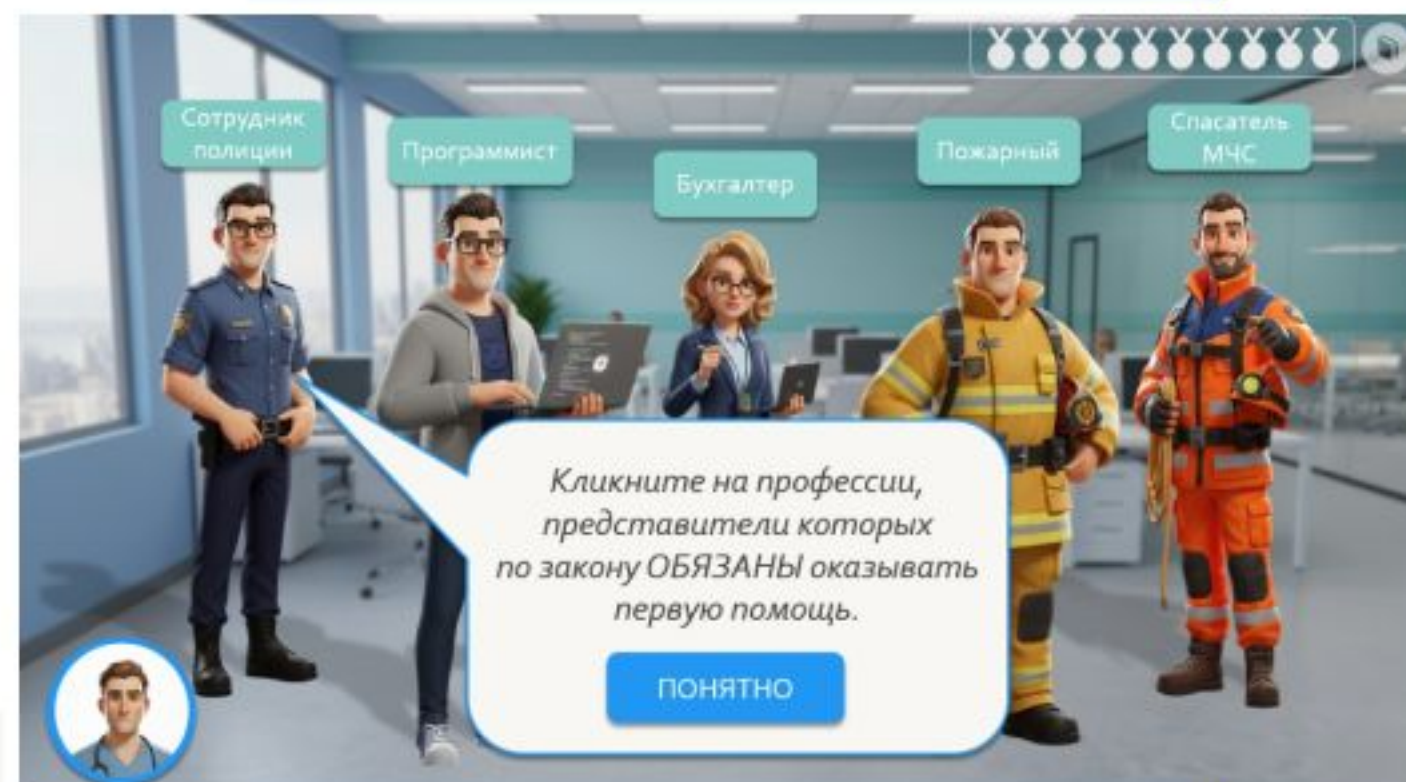 Сотрудник
полиции
Программист
Бухгалтер
Пожарный
Спасатель
МЧС
Кликните на профессии,
представители которых
по закону ОБЯЗАНЫ оказывать
первую помощь.
ПОНЯТНО